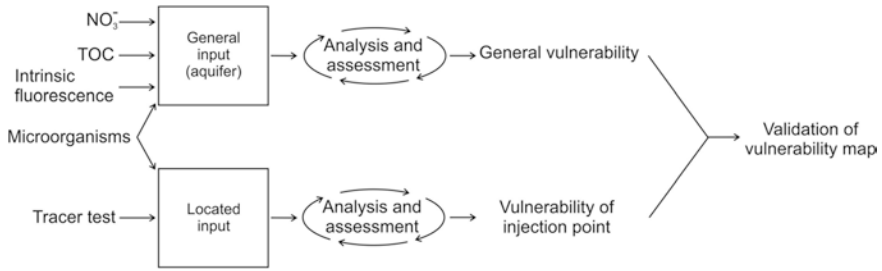 NO₃⁻
TOC
Intrinsic
fluorescence
Microorganisms
General
input
(aquifer)
Analysis and
assessment
General vulnerability
Tracer test
Located
input
Analysis and
assessment
Vulnerability of
injection point
Validation of
vulnerability map